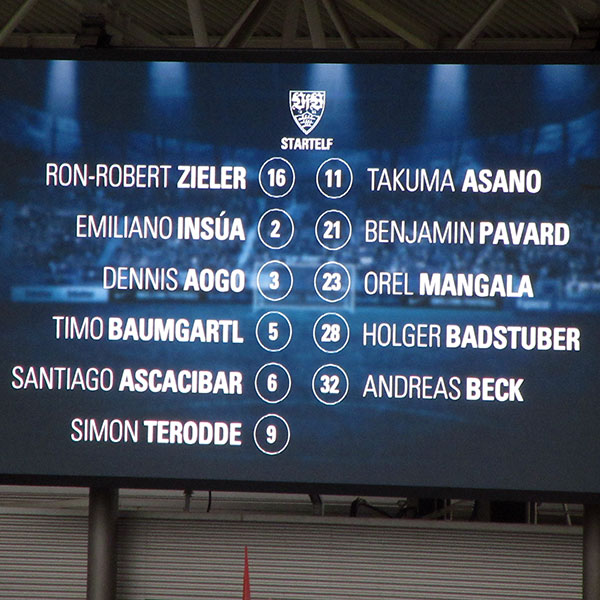 VfB
STARTELF
RON-ROBERT ZIELER 16
EMILIANO INSÚA 2
DENNIS AOGO 3
TIMO BAUMGARTL 5
SANTIAGO ASCACIBAR 6
SIMON TERODDE 9
11 TAKUMA ASANO
21 BENJAMIN PAVARD
23 OREL MANGALA
28 HOLGER BADSTUBER
32 ANDREAS BECK